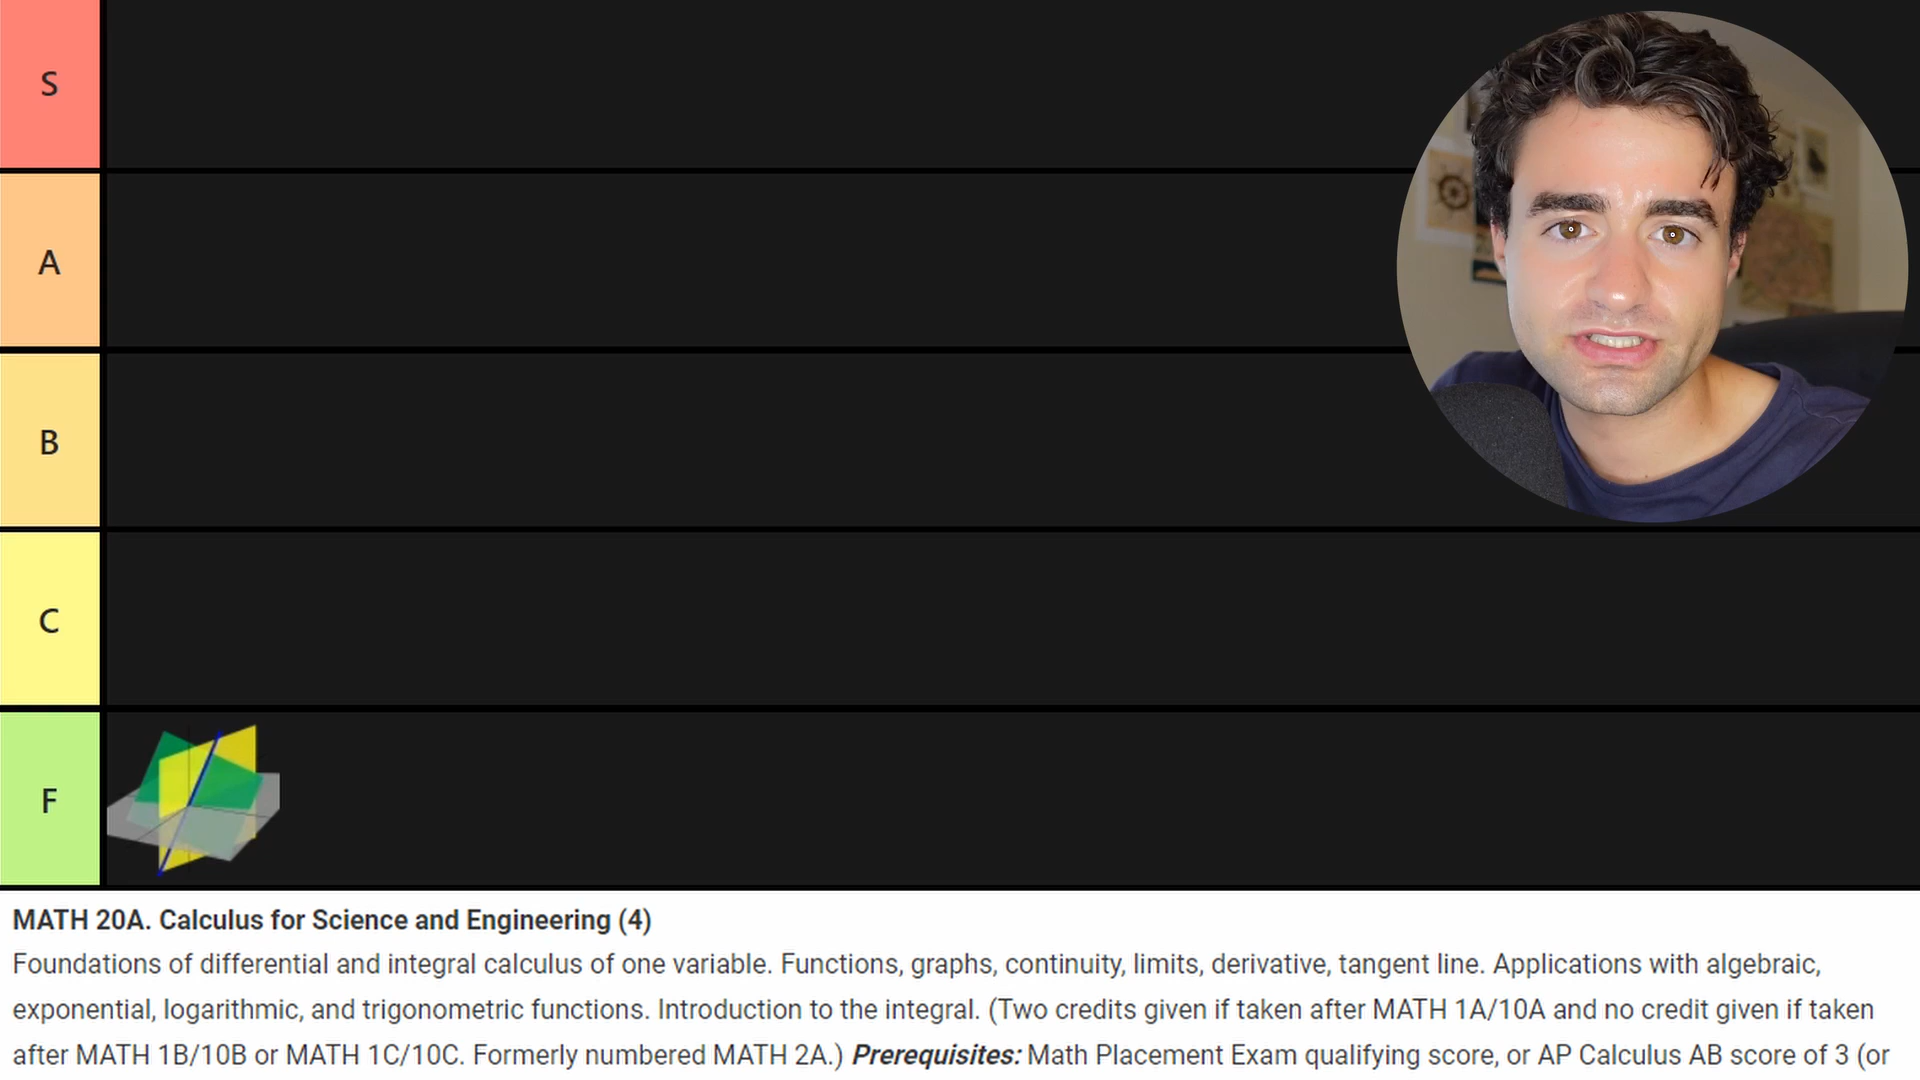 S
A
B
C
F
MATH 20A. Calculus for Science and Engineering (4)
Foundations of differential and integral calculus of one variable. Functions, graphs, continuity, limits, derivative, tangent line. Applications with algebraic,
exponential, logarithmic, and trigonometric functions. Introduction to the integral. (Two credits given if taken after MATH 1A/10A and no credit given if taken
after MATH 1B/10B or MATH 1C/10C. Formerly numbered MATH 2A.) Prerequisites: Math Placement Exam qualifying score, or AP Calculus AB score of 3 (or